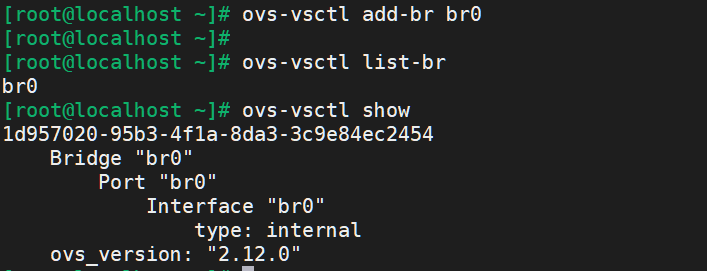 [root@localhost ~]# ovs-vsctl add-br br0
[root@localhost ~]#
[root@localhost ~]# ovs-vsctl list-br
br0
[root@localhost ~]# ovs-vsctl show
1d957020-95b3-4f1a-8da3-3c9e84ec2454
    Bridge "br0"
        Port "br0"
            Interface "br0"
                type: internal
    ovs_version: "2.12.0"
[root@localhost ~]#